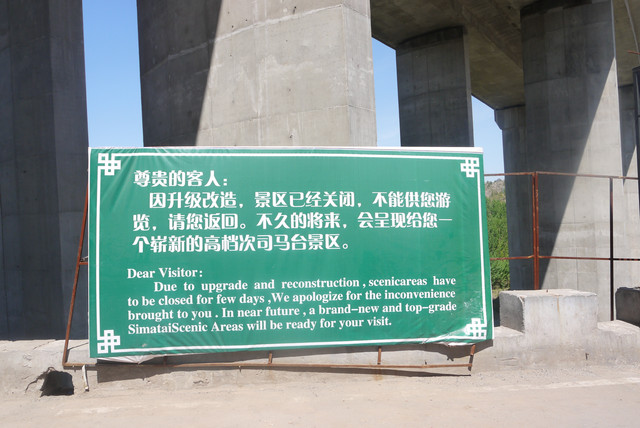 尊贵的客人：
因升级改造，景区已经关闭，不能供您游
览，请您返回。不久的将来，会呈现给您一
个崭新的高档次司马台景区。
Dear Visitor:
Due to upgrade and reconstruction, scenicareas have
to be closed for few days ,We apologize for the inconvenience
brought to you . In near future , a brand-new and top-grade
SimataiScenic Areas will be ready for your visit.